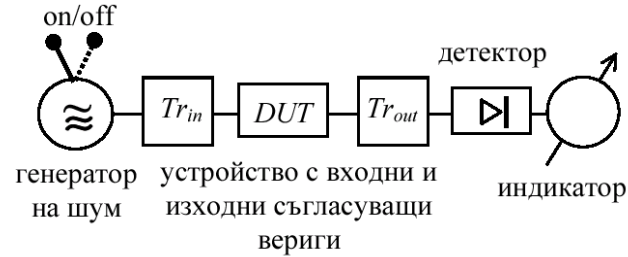 on/off
детектор
Tr_in DUT Tr_out
генератор
на шум
устройство с входни и
изходни съгласуващи
вериги
индикатор